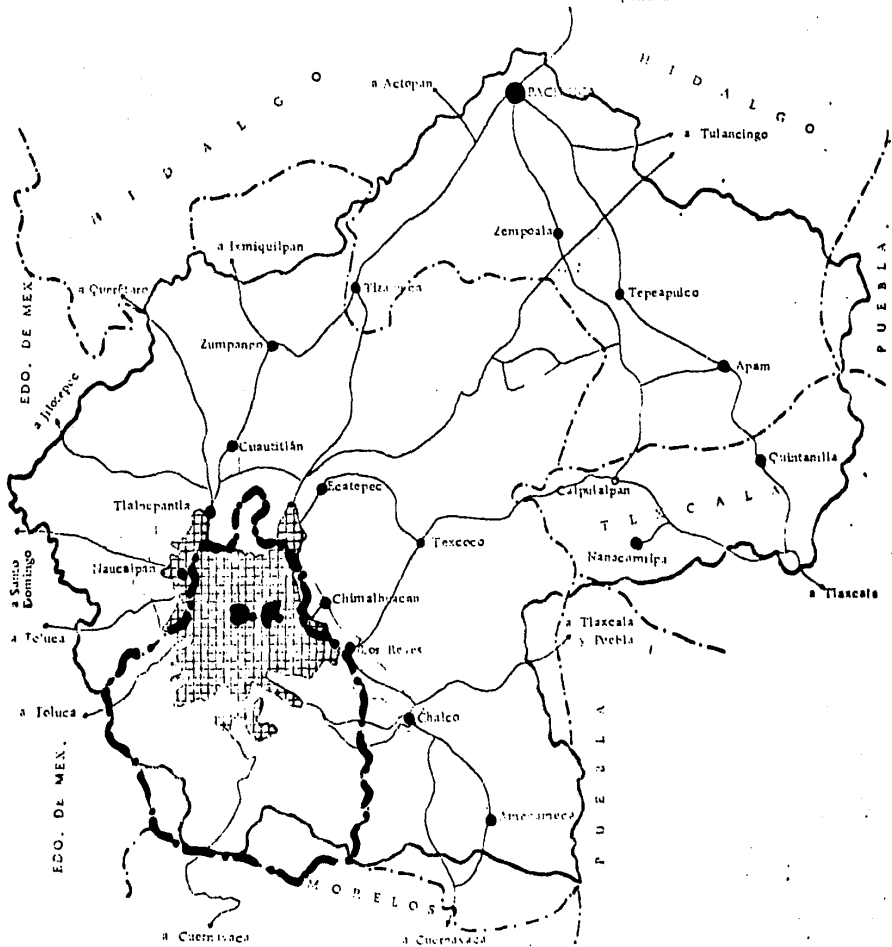 HIDALGO
HIDALGO
a Actopan
a Tulancingo
Zempoala
a Ixmiquilpan
a Querétaro
EDO. DE MEX
Tepeapulco
PUEBLA.
Zumpango
Apam
a Jilotepec
Cuautitlán
Quintanilla
Ecatepec
Calpulalpan
Tlalnepantla
Texcoco
Nanacamilpa
Naucalpan
a Santo
Domingo
Chimalhuacan
a Tlaxcala
a Tlaxcala
y Puebla
a Toluca
Los Reyes
a Toluca
Chalco
EDO. DE MEX.
PUEBLA
Amecameca
MORELOS
a Cuernavaca
a Cuernavaca